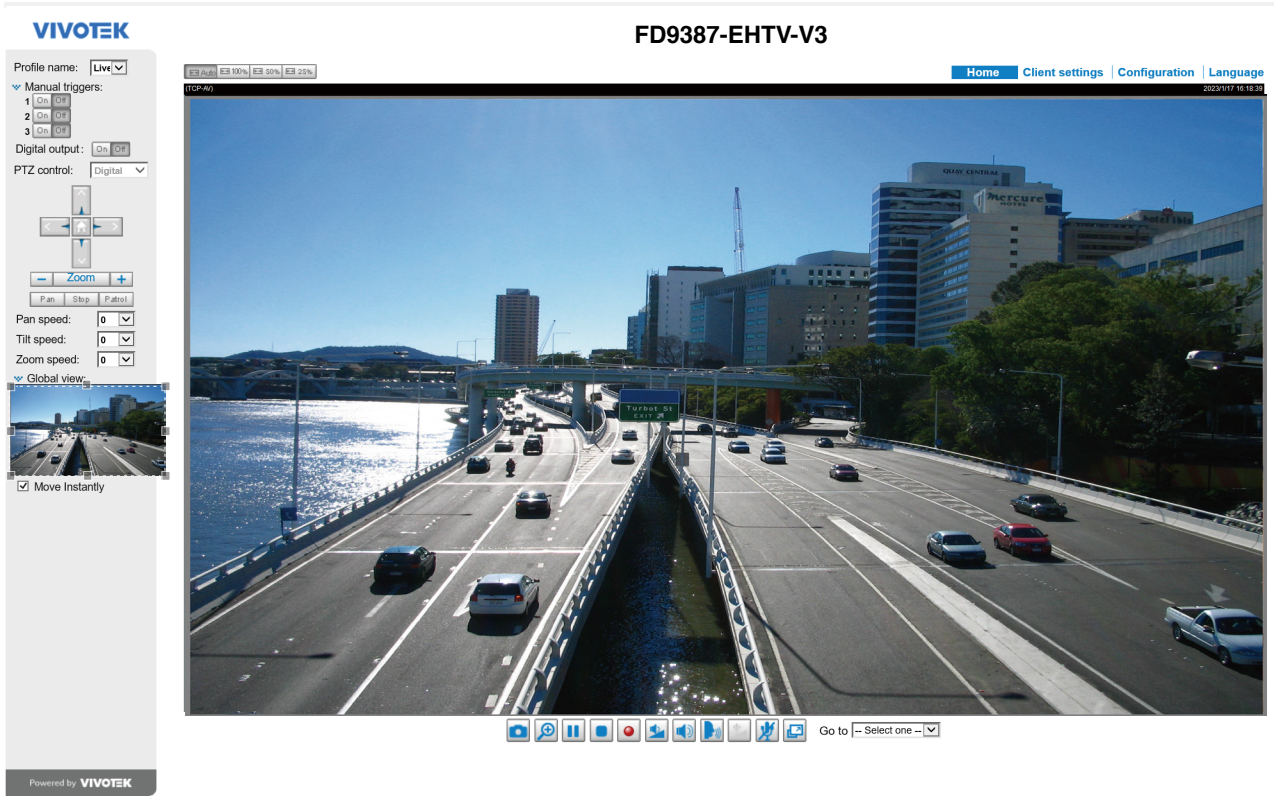 VIVOTEK
FD9387-EHTV-V3
Profile name: Live
Manual triggers:
1 On Off
2 On Off
3 On Off
Digital output: On Off
PTZ control: Digital
− Zoom +
Pan Stop Patrol
Pan speed: 0
Tilt speed: 0
Zoom speed: 0
Global view:
Move Instantly
Powered by VIVOTEK
Auto 100% 50% 25%
Home Client settings Configuration Language
(TCP-AV) 2023/1/17 16:18:39
QUAY CENTRAL
Mercure
HOTEL
hotel ibis
Turbot St
EXIT
Go to -- Select one --